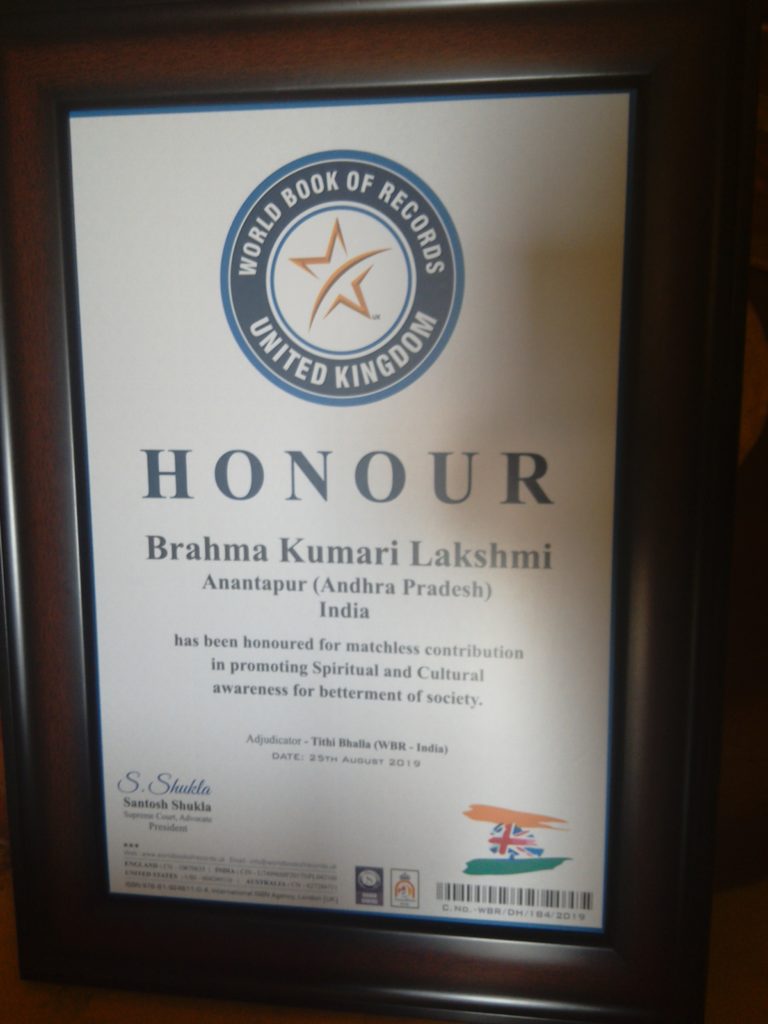 WORLD BOOK OF RECORDS
UNITED KINGDOM
UK
HONOUR
Brahma Kumari Lakshmi
Anantapur (Andhra Pradesh)
India
has been honoured for matchless contribution
in promoting Spiritual and Cultural
awareness for betterment of society.
Adjudicator - Tithi Bhalla (WBR - India)
DATE: 25TH AUGUST 2019
S. Shukla
Santosh Shukla
Supreme Court, Advocate
President
C.NO.-WBR/DH/184/2019